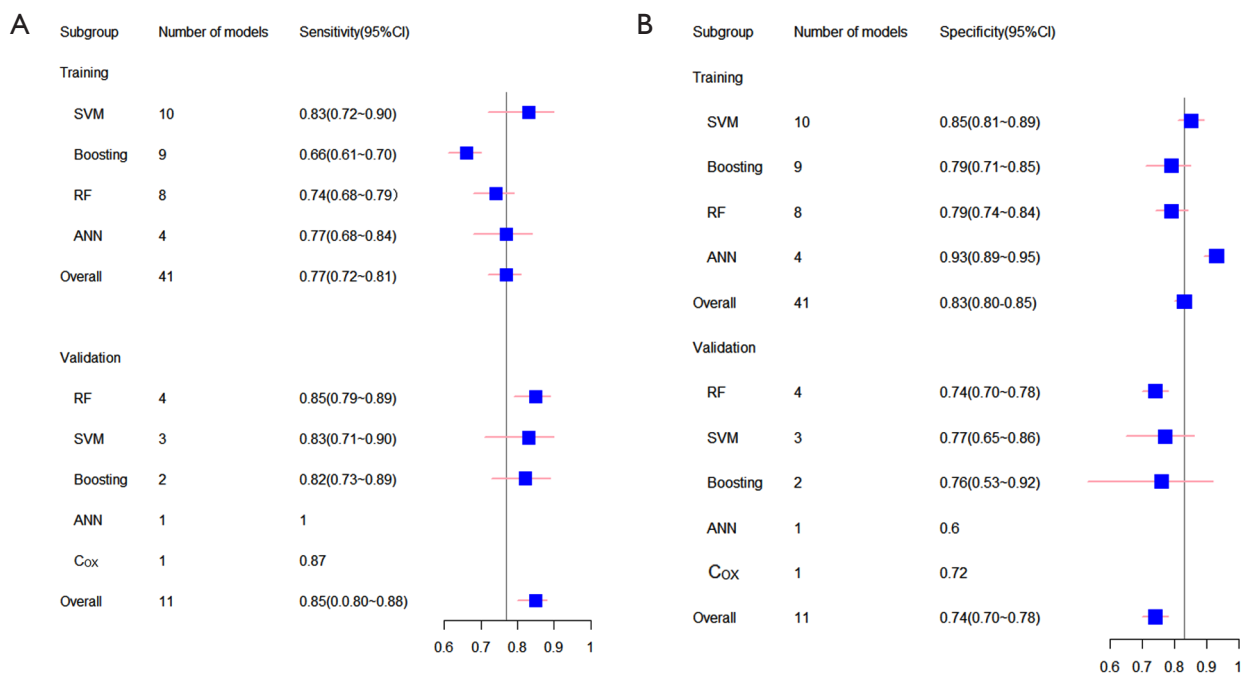 A
Subgroup Number of models Sensitivity(95%CI)
Training
SVM 10 0.83(0.72~0.90)
Boosting 9 0.66(0.61~0.70)
RF 8 0.74(0.68~0.79)
ANN 4 0.77(0.68~0.84)
Overall 41 0.77(0.72~0.81)
Validation
RF 4 0.85(0.79~0.89)
SVM 3 0.83(0.71~0.90)
Boosting 2 0.82(0.73~0.89)
ANN 1 1
Cox 1 0.87
Overall 11 0.85(0.0.80~0.88)
0.6 0.7 0.8 0.9 1
B
Subgroup Number of models Specificity(95%CI)
Training
SVM 10 0.85(0.81~0.89)
Boosting 9 0.79(0.71~0.85)
RF 8 0.79(0.74~0.84)
ANN 4 0.93(0.89~0.95)
Overall 41 0.83(0.80-0.85)
Validation
RF 4 0.74(0.70~0.78)
SVM 3 0.77(0.65~0.86)
Boosting 2 0.76(0.53~0.92)
ANN 1 0.6
Cox 1 0.72
Overall 11 0.74(0.70~0.78)
0.6 0.7 0.8 0.9 1